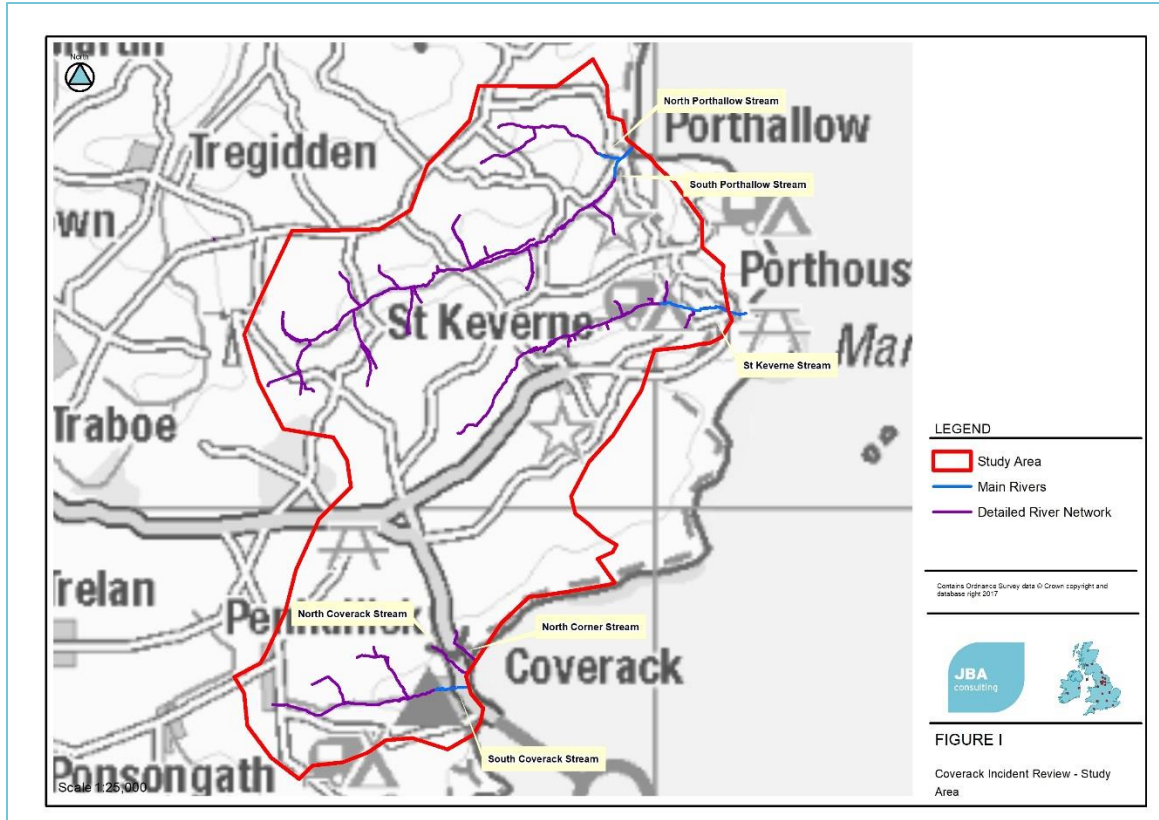 North
North Porthallow Stream
Porthallow
Tregidden
South Porthallow Stream
own
St Keverne
Porthous
Mar
St Keverne Stream
Traboe
Trelan
North Coverack Stream
North Corner Stream
Coverack
South Coverack Stream
Ponsongath
Scale 1:25,000
LEGEND
Study Area
Main Rivers
Detailed River Network
Contains Ordnance Survey data © Crown copyright and
database right 2017
JBA
consulting
FIGURE I
Coverack Incident Review - Study
Area